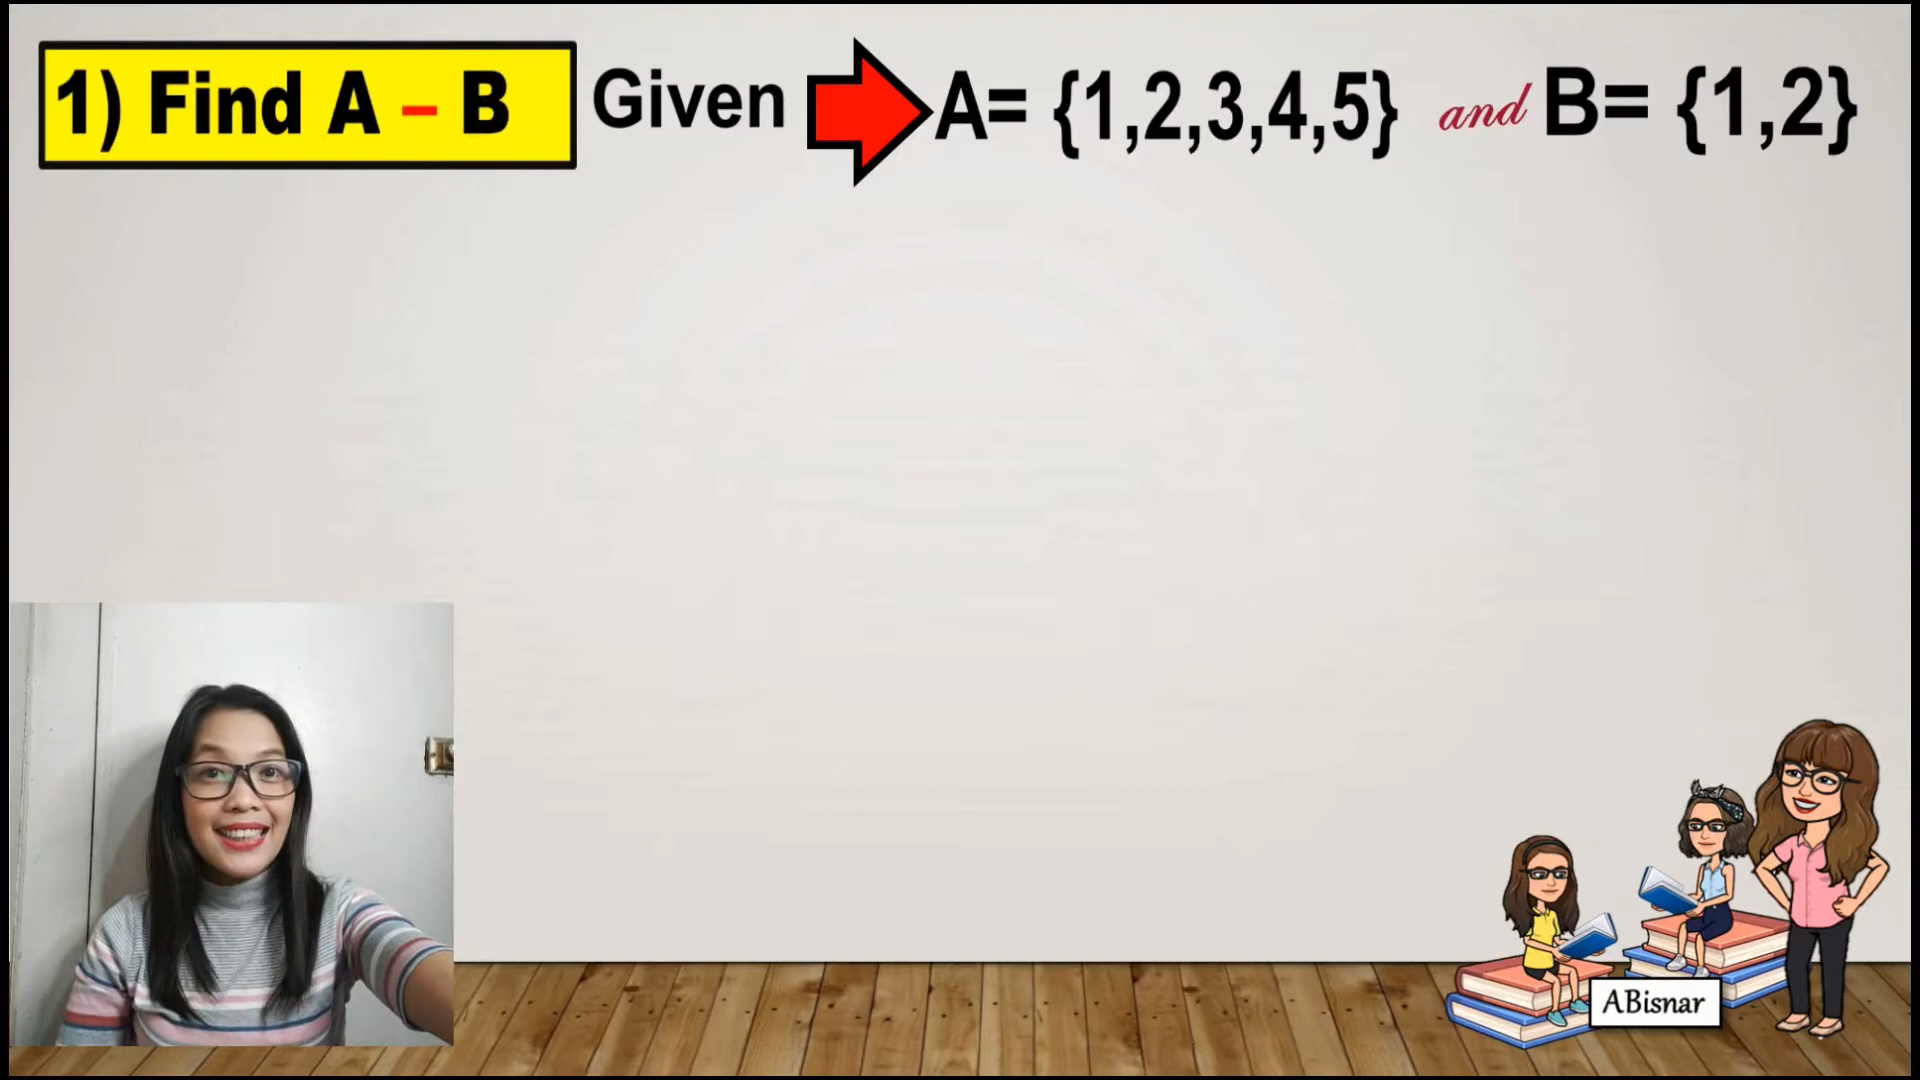 1) Find A – B Given A= {1,2,3,4,5} and B= {1,2}
ABisnar